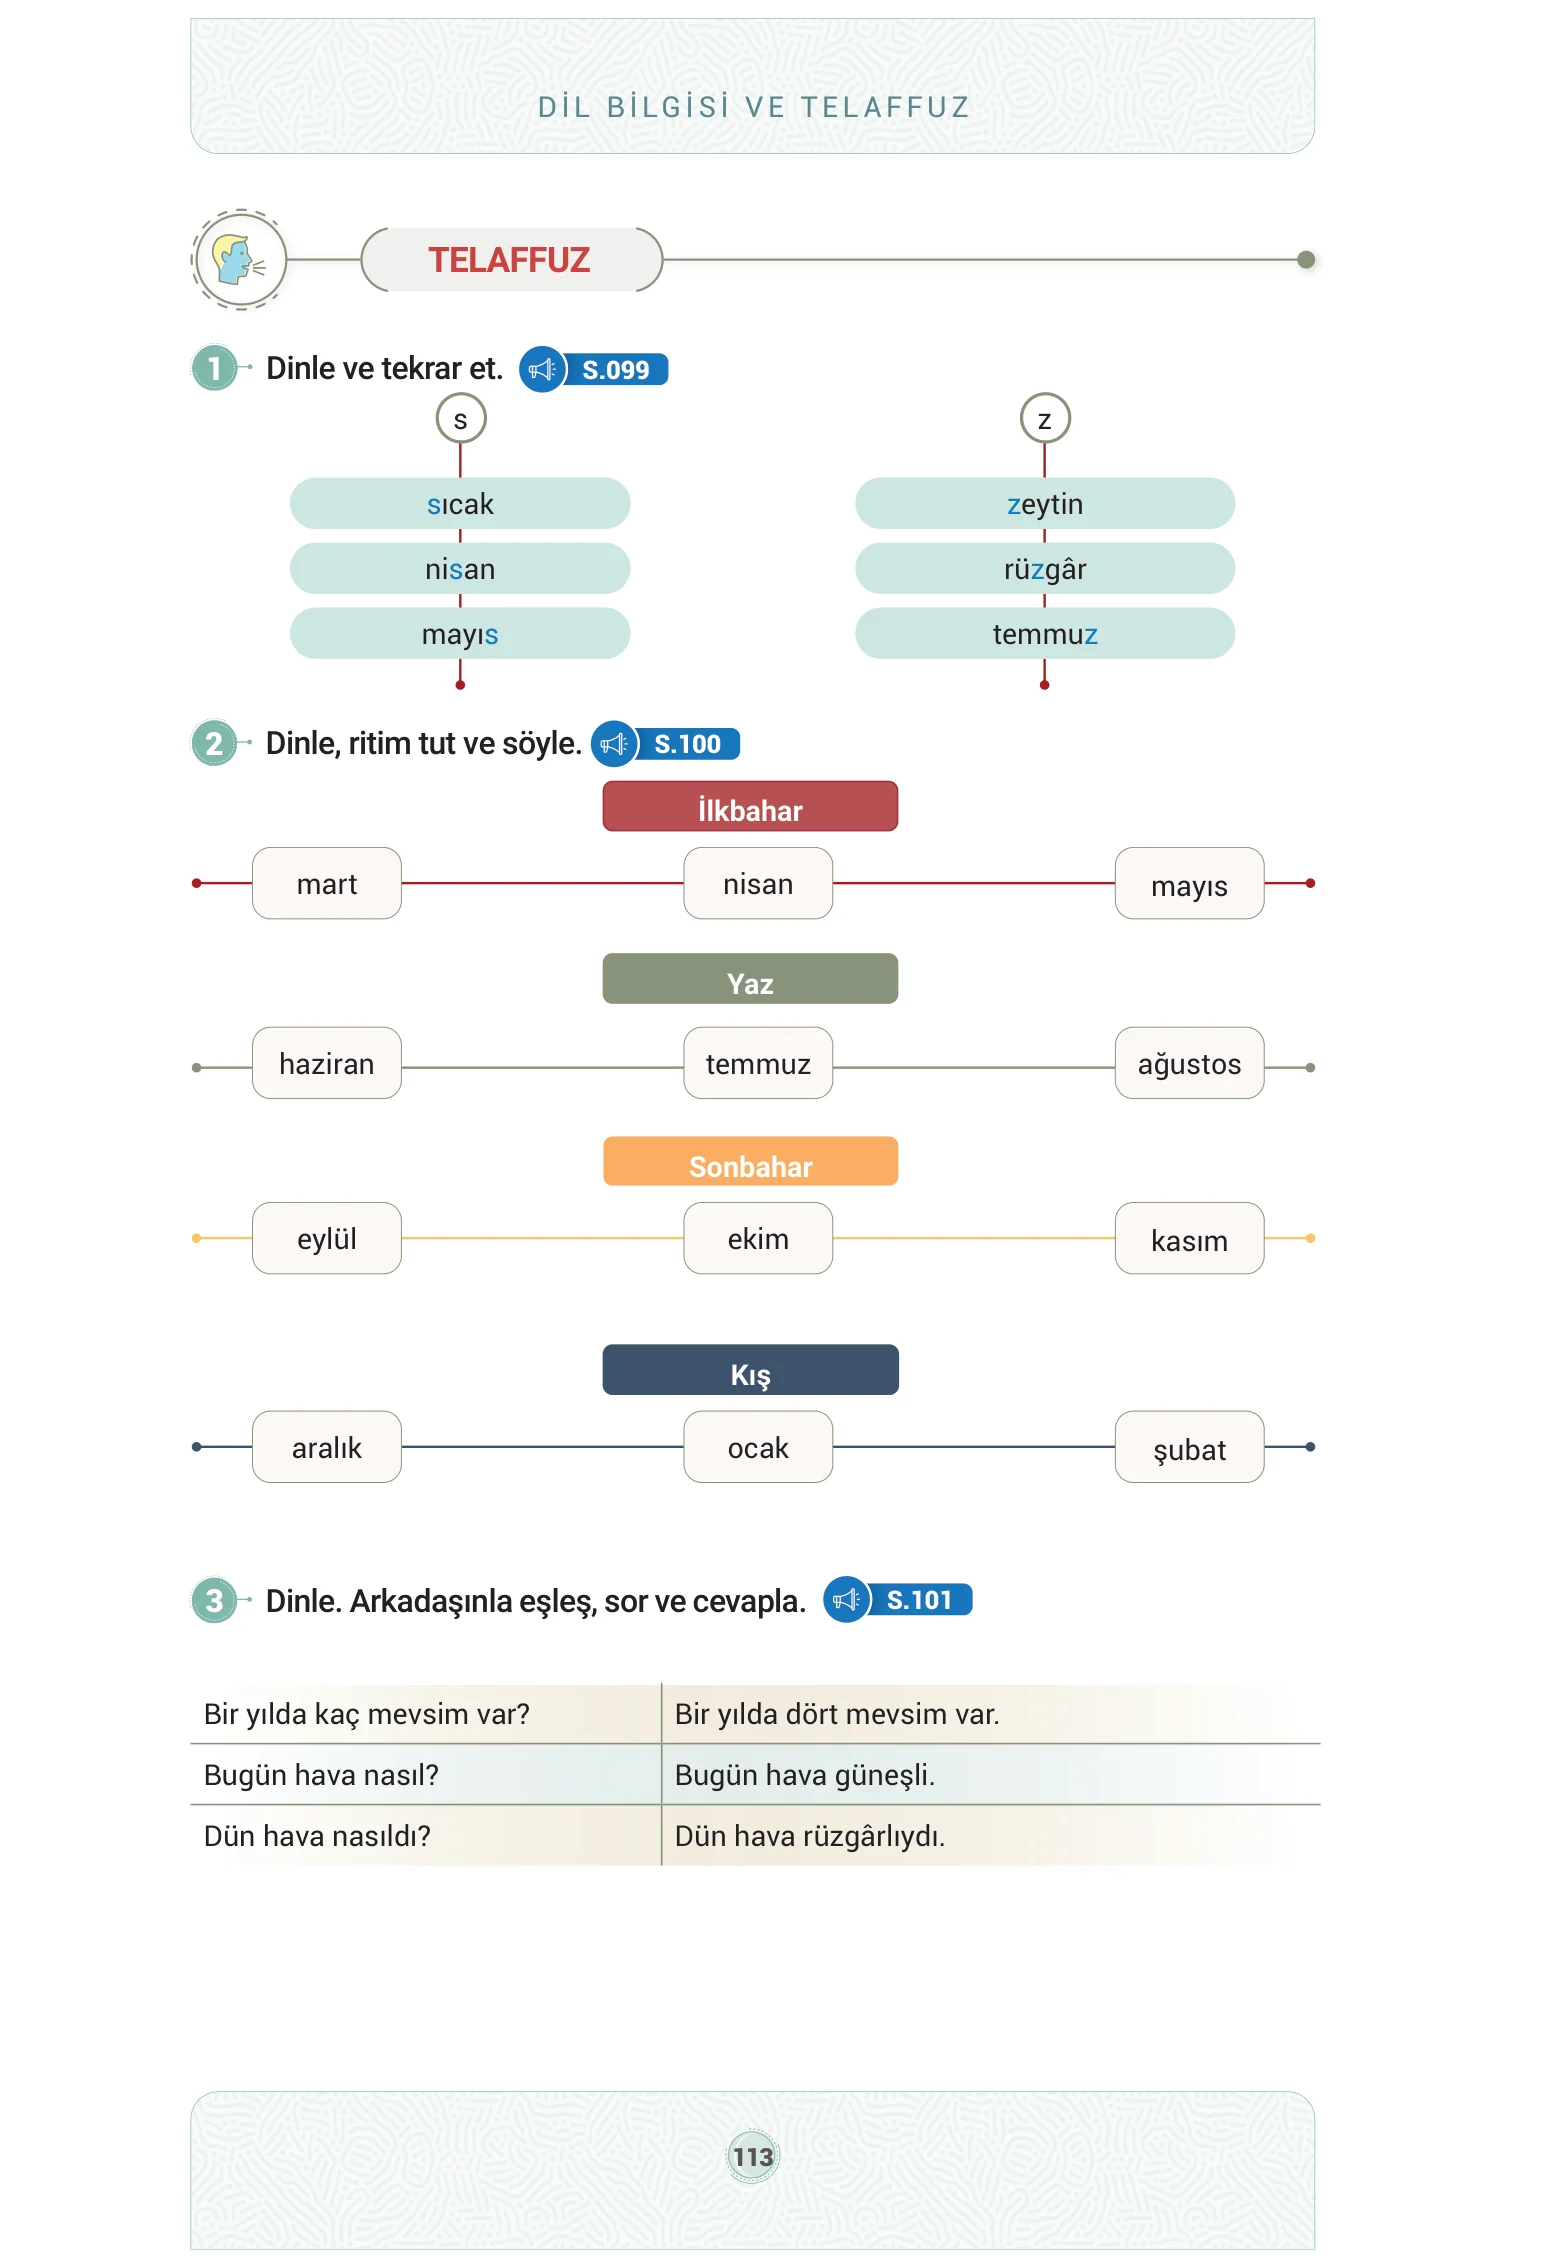 DİL BİLGİSİ VE TELAFFUZ
TELAFFUZ
1 Dinle ve tekrar et. S.099
s z
sıcak zeytin
nisan rüzgâr
mayıs temmuz
2 Dinle, ritim tut ve söyle. S.100
İlkbahar
mart nisan mayıs
Yaz
haziran temmuz ağustos
Sonbahar
eylül ekim kasım
Kış
aralık ocak şubat
3 Dinle. Arkadaşınla eşleş, sor ve cevapla. S.101
Bir yılda kaç mevsim var? Bir yılda dört mevsim var.
Bugün hava nasıl? Bugün hava güneşli.
Dün hava nasıldı? Dün hava rüzgârlıydı.
113